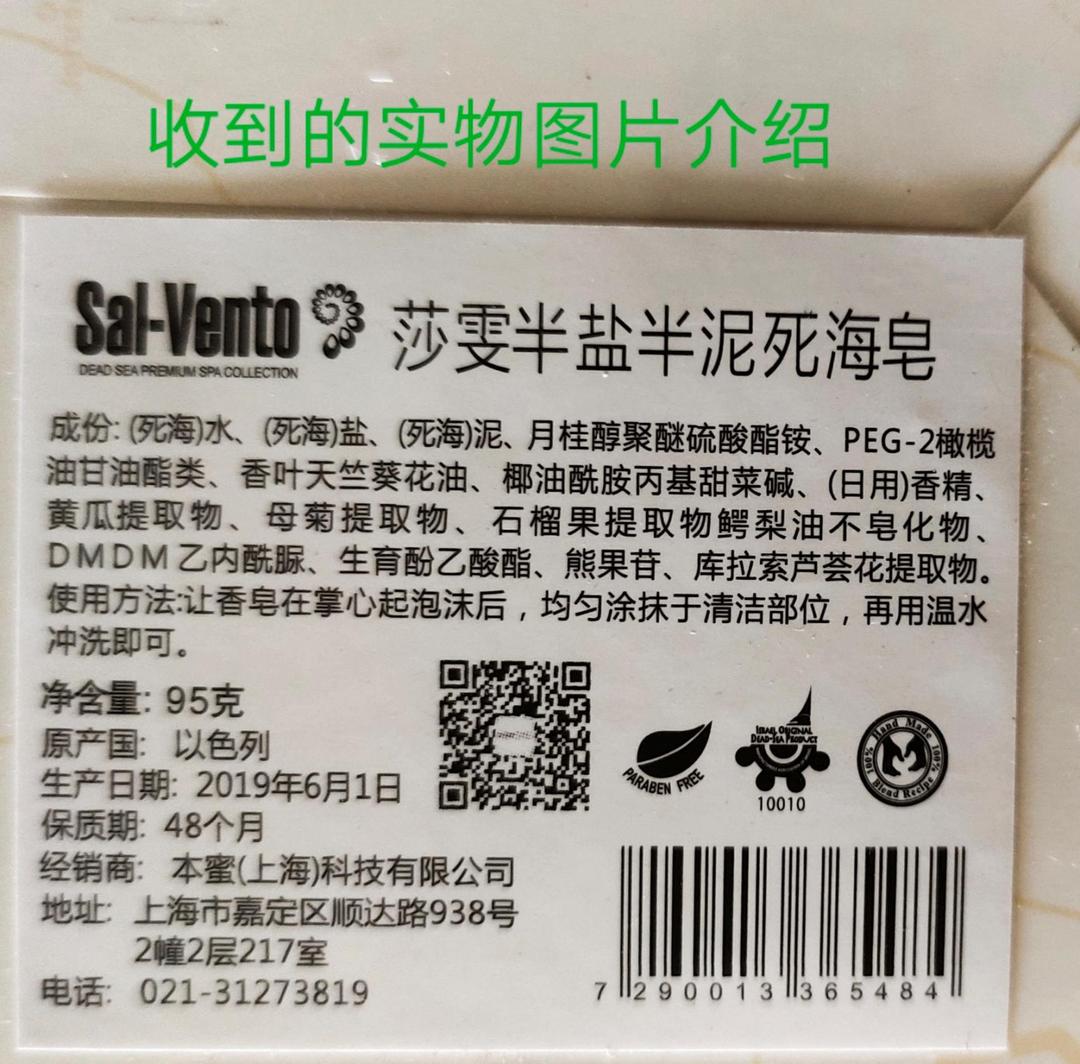 收到的实物图片介绍
Sal-Vento
DEAD SEA PREMIUM SPA COLLECTION
莎雯半盐半泥死海皂
成份: (死海)水、(死海)盐、(死海)泥、月桂醇聚醚硫酸酯铵、PEG-2橄榄
油甘油酯类、香叶天竺葵花油、椰油酰胺丙基甜菜碱、(日用)香精、
黄瓜提取物、母菊提取物、石榴果提取物鳄梨油不皂化物、
DMDM乙内酰脲、生育酚乙酸酯、熊果苷、库拉索芦荟花提取物。
使用方法:让香皂在掌心起泡沫后，均匀涂抹于清洁部位，再用温水
冲洗即可。
净含量: 95克
原产国: 以色列
生产日期: 2019年6月1日
保质期: 48个月
经销商: 本蜜(上海)科技有限公司
地址: 上海市嘉定区顺达路938号
2幢2层217室
电话: 021-31273819
PARABEN FREE
ISRAEL ORIGINAL
DEAD-SEA PRODUCT
10010
Hand Made
100%
100%
Blend Recipe
7 290013 365484